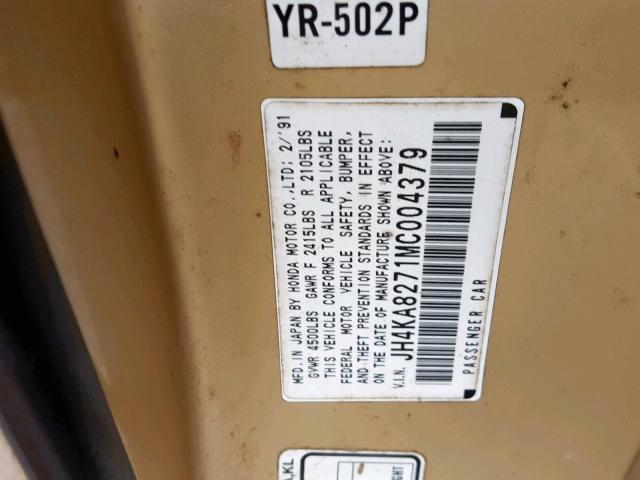 YR-502P
MFD. IN JAPAN BY HONDA MOTOR CO., LTD: 2/'91
GVWR 4500LBS GAWR F 2415LBS R 2105LBS
THIS VEHICLE CONFORMS TO ALL APPLICABLE
FEDERAL MOTOR VEHICLE SAFETY, BUMPER,
AND THEFT PREVENTION STANDARDS IN EFFECT
ON THE DATE OF MANUFACTURE SHOWN ABOVE:
V.I.N. JH4KA8271MC004379
PASSENGER CAR